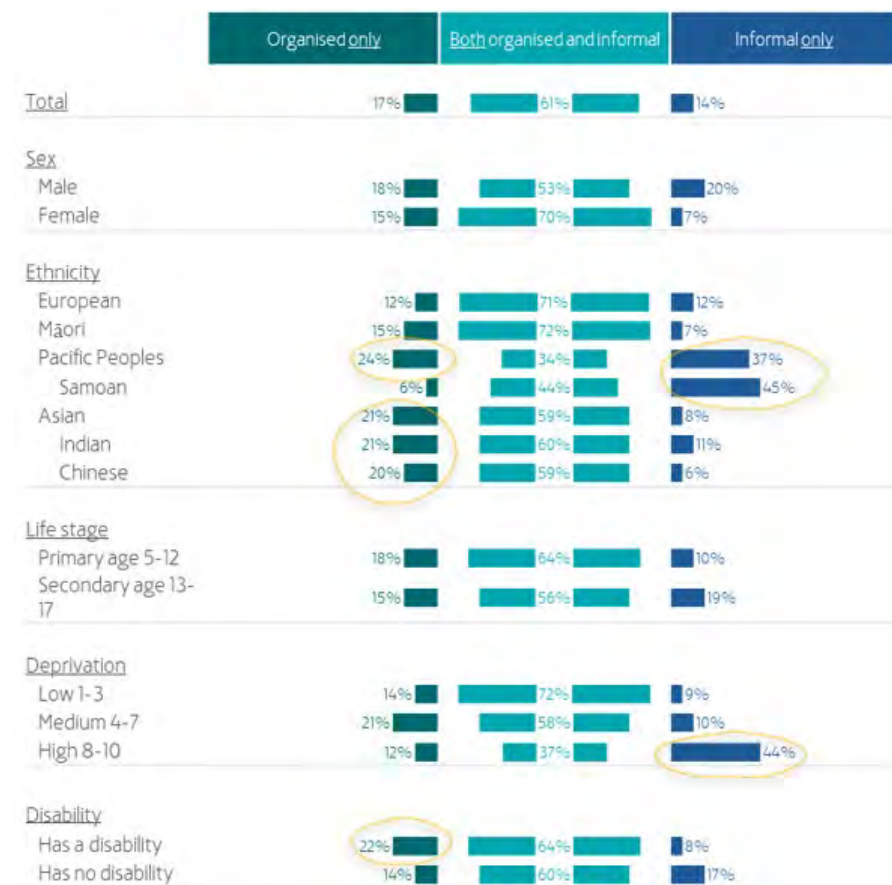 Organised only Both organised and informal Informal only
Total 17% 61% 14%
Sex
Male 18% 53% 20%
Female 15% 70% 7%
Ethnicity
European 12% 71% 12%
Māori 15% 72% 7%
Pacific Peoples 24% 34% 37%
Samoan 6% 44% 45%
Asian 21% 59% 8%
Indian 21% 60% 11%
Chinese 20% 59% 6%
Life stage
Primary age 5-12 18% 64% 10%
Secondary age 13-
17 15% 56% 19%
Deprivation
Low 1-3 14% 72% 9%
Medium 4-7 21% 58% 10%
High 8-10 12% 37% 44%
Disability
Has a disability 22% 64% 8%
Has no disability 14% 60% 17%